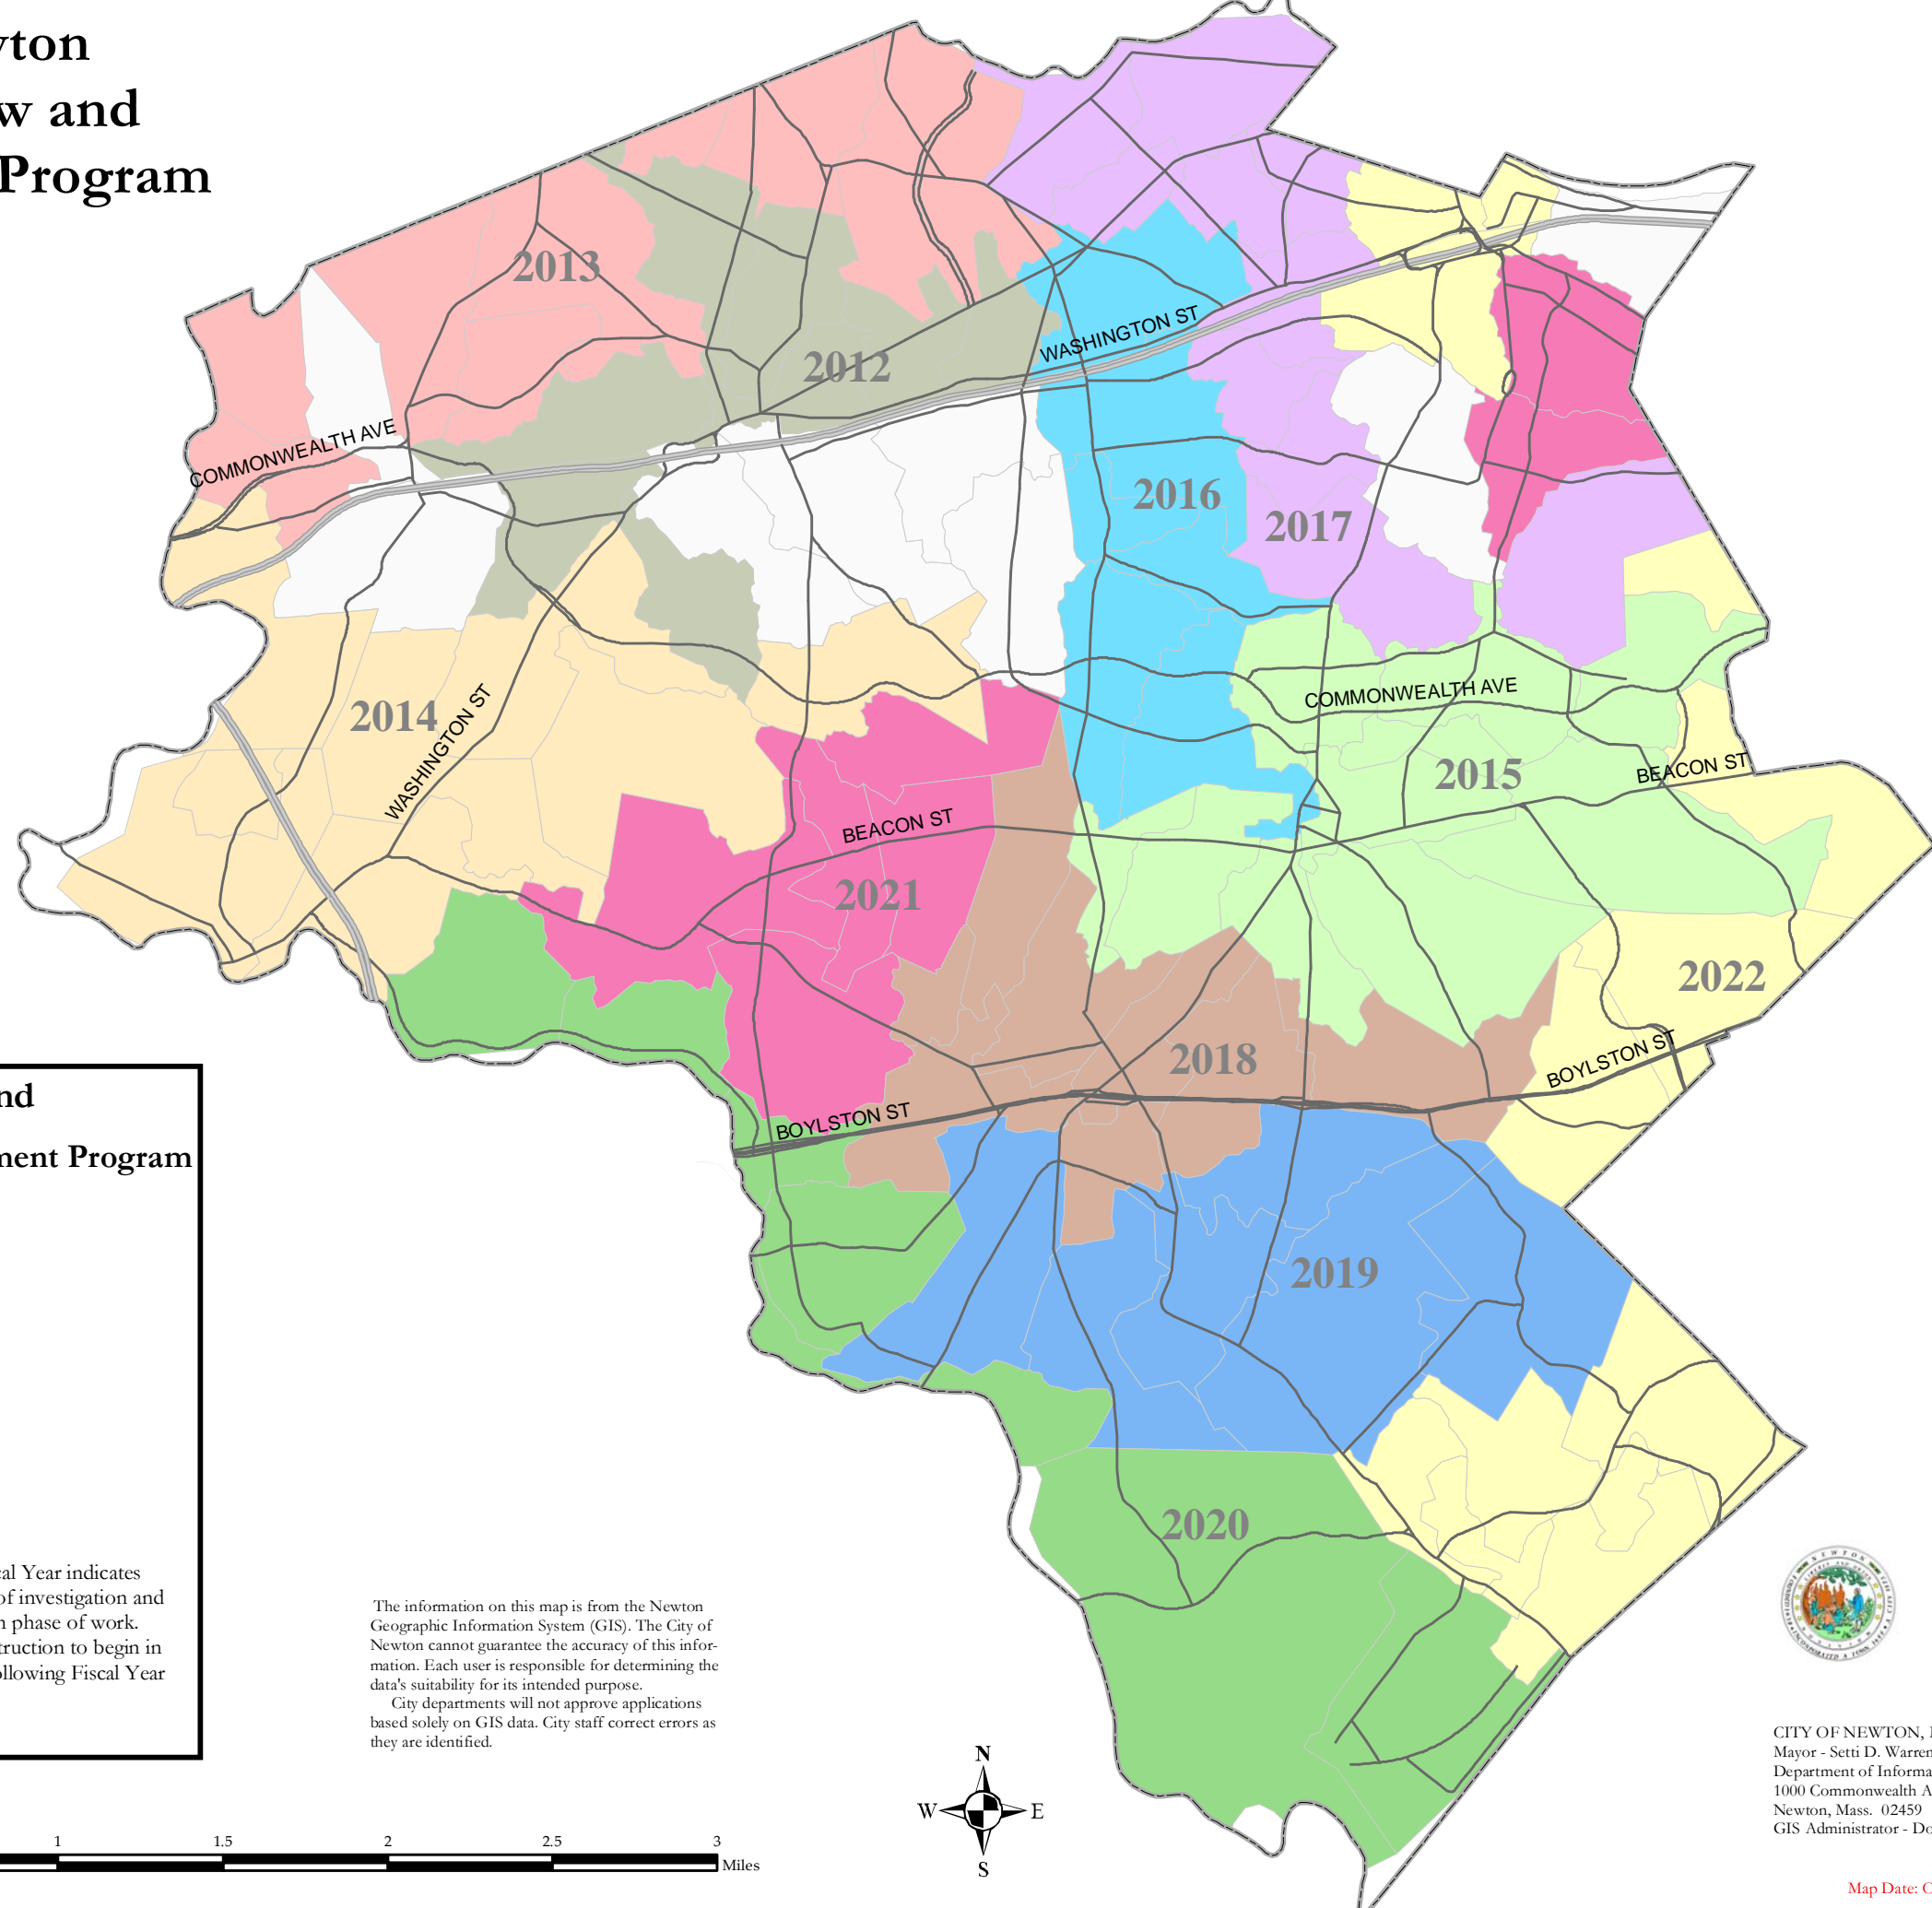 wton
w and
Program
2013
2012
WASHINGTON ST
COMMONWEALTH AVE
2016
2017
2014
WASHINGTON ST
COMMONWEALTH AVE
2015
BEACON ST
BEACON ST
2021
2022
2018
BOYLSTON ST
BOYLSTON ST
2019
2020
nd
ment Program
cal Year indicates
of investigation and
n phase of work.
struction to begin in
ollowing Fiscal Year
The information on this map is from the Newton
Geographic Information System (GIS). The City of
Newton cannot guarantee the accuracy of this infor-
mation. Each user is responsible for determining the
data's suitability for its intended purpose.
City departments will not approve applications
based solely on GIS data. City staff correct errors as
they are identified.
N
W E
S
1 1.5 2 2.5 3
Miles
CITY OF NEWTON,
Mayor - Setti D. Warren
Department of Informa
1000 Commonwealth A
Newton, Mass. 02459
GIS Administrator - Do
Map Date: